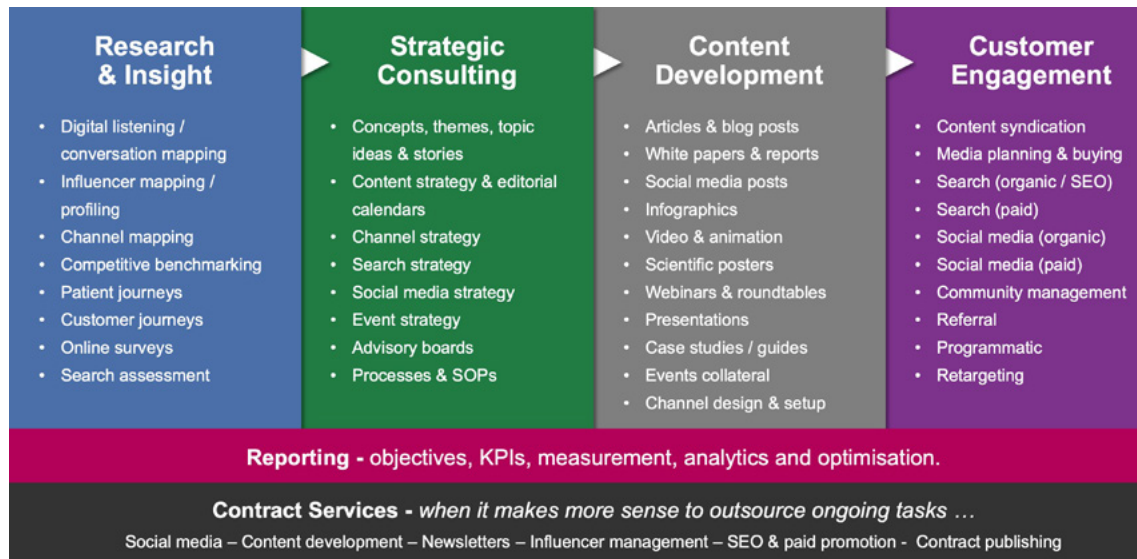 Research
& Insight
• Digital listening /
conversation mapping
• Influencer mapping /
profiling
• Channel mapping
• Competitive benchmarking
• Patient journeys
• Customer journeys
• Online surveys
• Search assessment
Strategic
Consulting
• Concepts, themes, topic
ideas & stories
• Content strategy & editorial
calendars
• Channel strategy
• Search strategy
• Social media strategy
• Event strategy
• Advisory boards
• Processes & SOPs
Content
Development
• Articles & blog posts
• White papers & reports
• Social media posts
• Infographics
• Video & animation
• Scientific posters
• Webinars & roundtables
• Presentations
• Case studies / guides
• Events collateral
• Channel design & setup
Customer
Engagement
• Content syndication
• Media planning & buying
• Search (organic / SEO)
• Search (paid)
• Social media (organic)
• Social media (paid)
• Community management
• Referral
• Programmatic
• Retargeting
Reporting - objectives, KPIs, measurement, analytics and optimisation.
Contract Services - when it makes more sense to outsource ongoing tasks …
Social media – Content development – Newsletters – Influencer management – SEO & paid promotion - Contract publishing